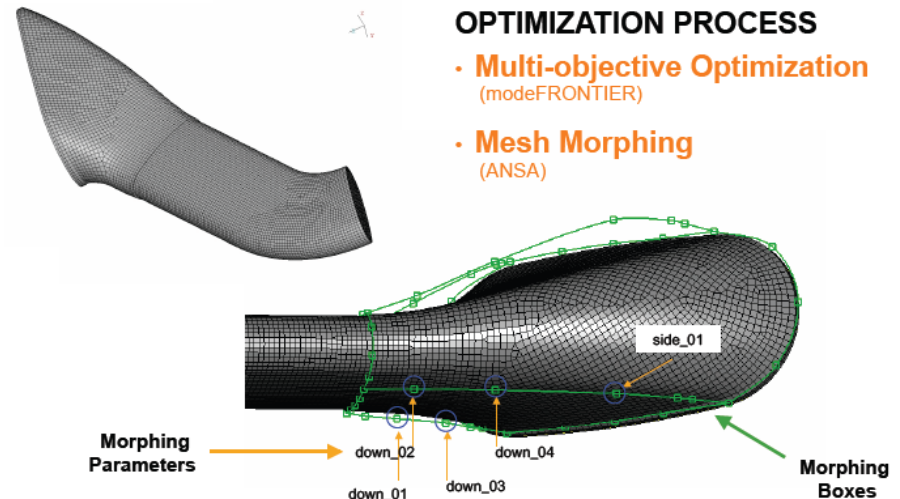 OPTIMIZATION PROCESS
• Multi-objective Optimization
(modeFRONTIER)
• Mesh Morphing
(ANSA)
side_01
Morphing
Parameters
down_02
down_04
down_01
down_03
Morphing
Boxes